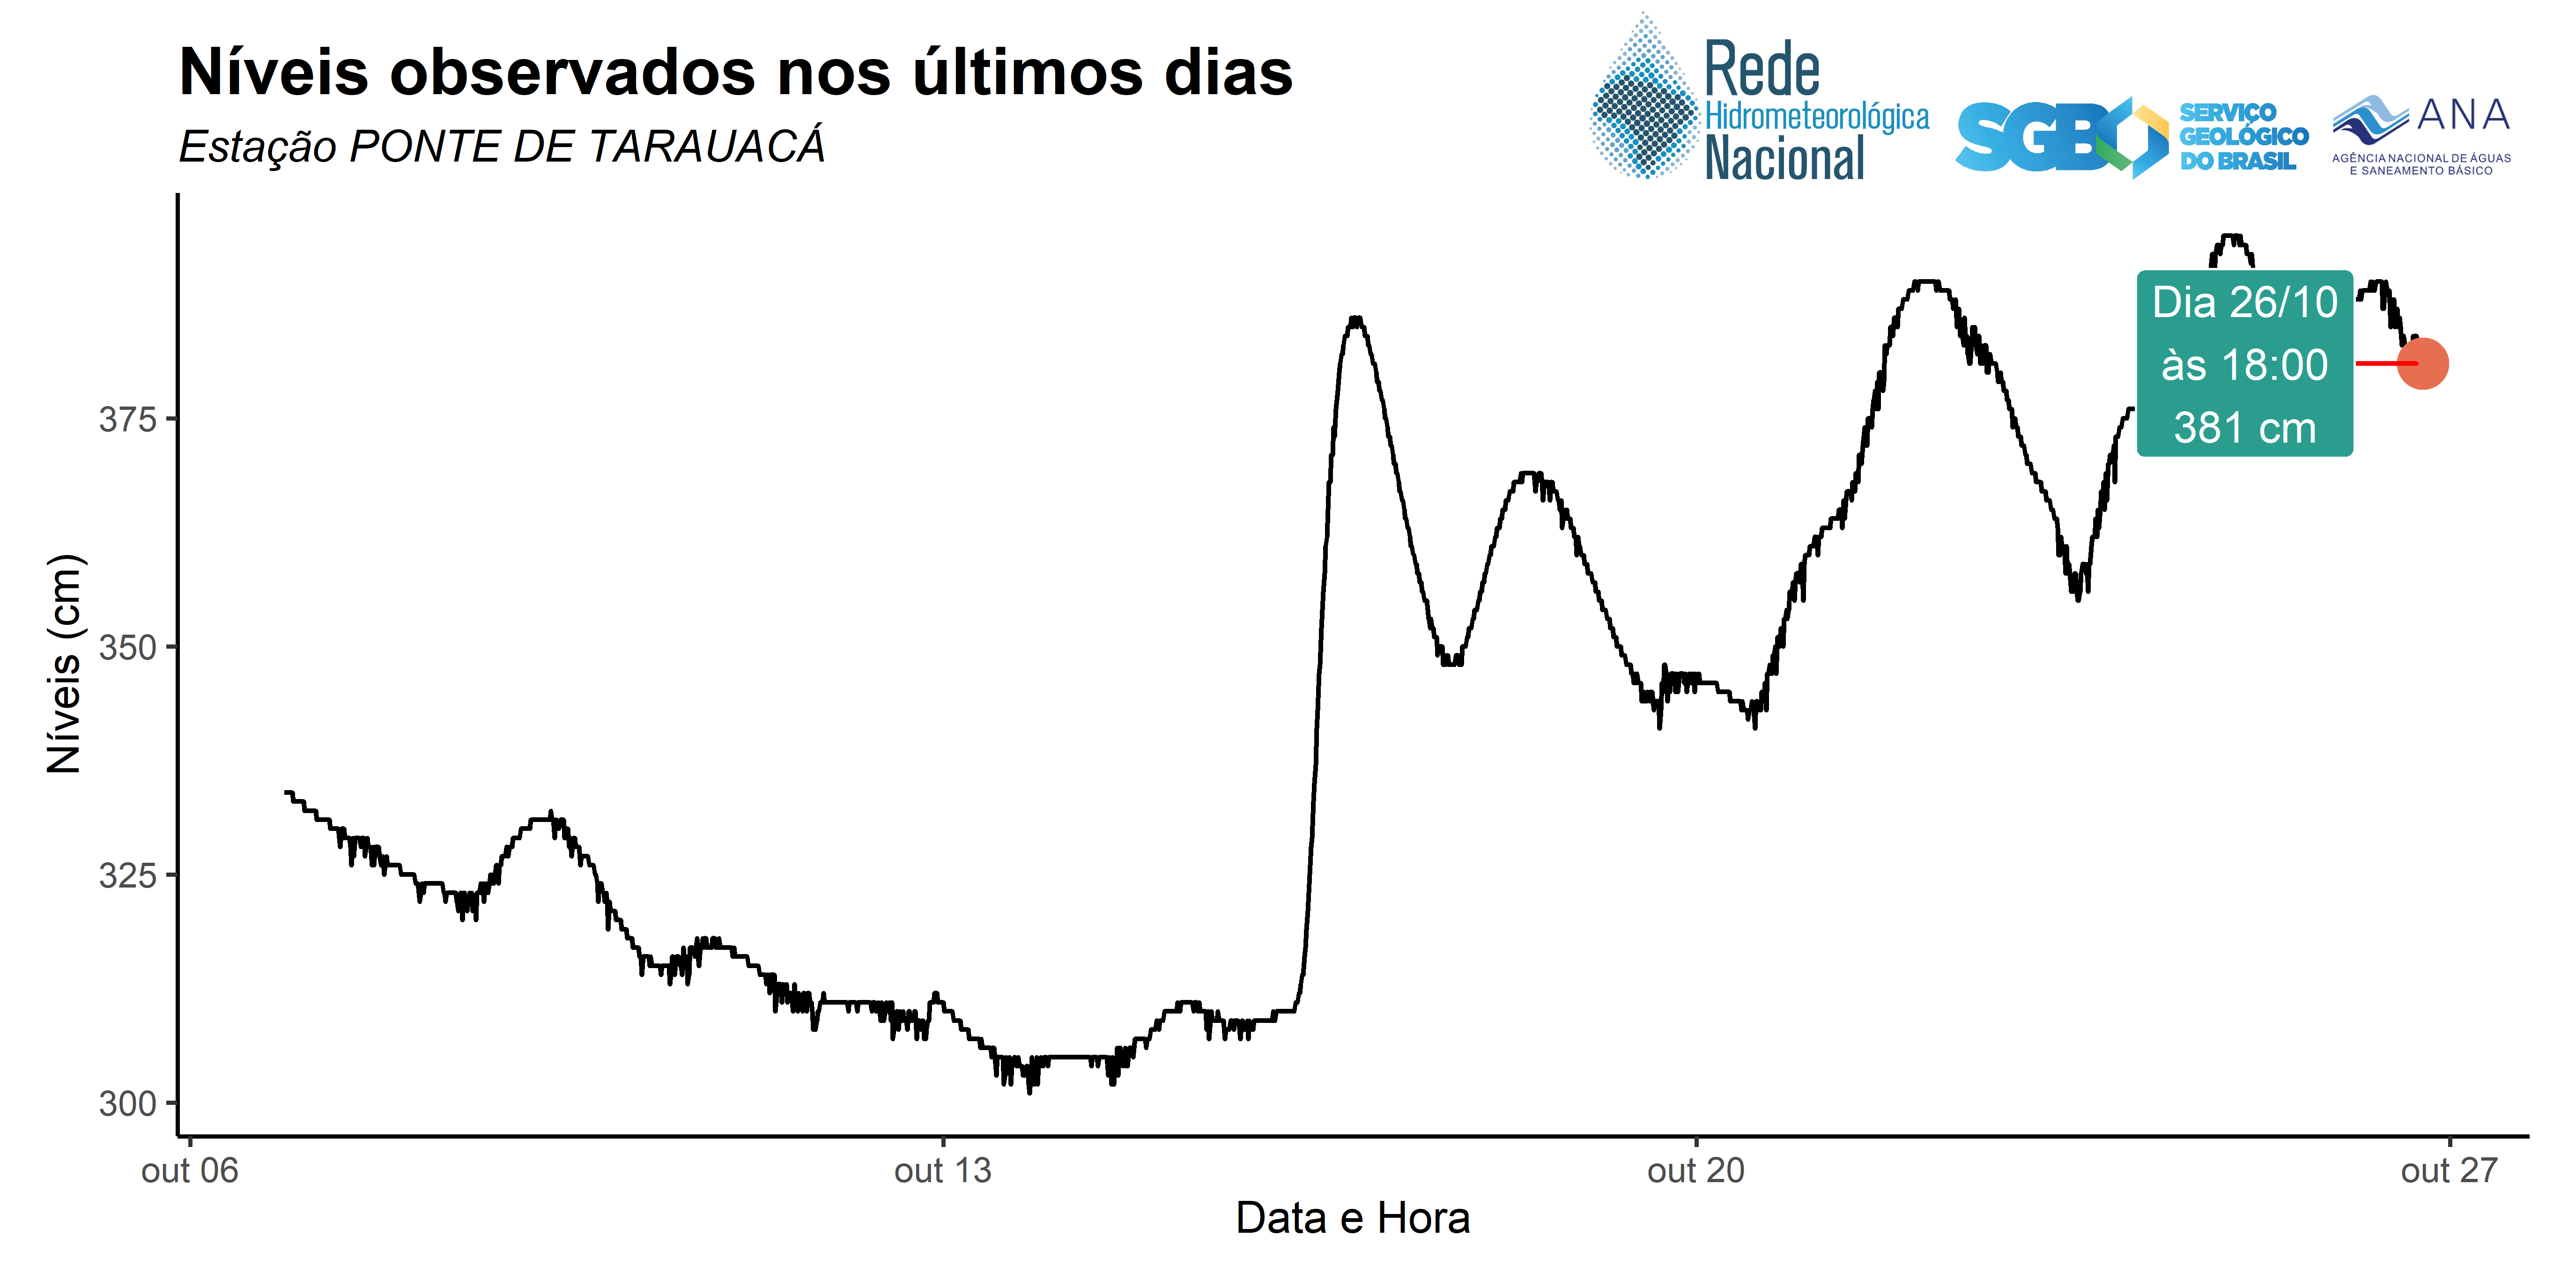 Níveis observados nos últimos dias
Estação PONTE DE TARAUACÁ
Rede
Hidrometeorológica
Nacional
SGB
SERVIÇO
GEOLÓGICO
DO BRASIL
ANA
AGÊNCIA NACIONAL DE ÁGUAS
E SANEAMENTO BÁSICO
Dia 26/10
às 18:00
381 cm
Níveis (cm)
375
350
325
300
out 06
out 13
out 20
out 27
Data e Hora